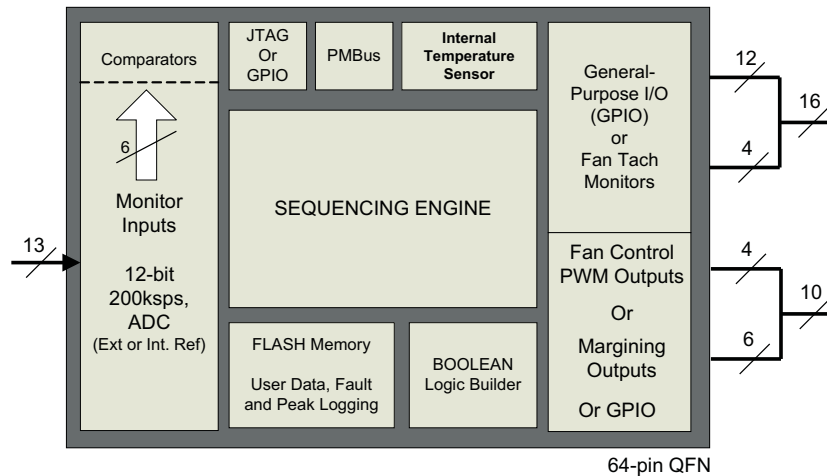 Comparators
6
Monitor
Inputs
12-bit
200ksps,
ADC
(Ext or Int. Ref)
13
JTAG
Or
GPIO
PMBus
Internal
Temperature
Sensor
SEQUENCING ENGINE
FLASH Memory
User Data, Fault
and Peak Logging
BOOLEAN
Logic Builder
General-
Purpose I/O
(GPIO)
or
Fan Tach
Monitors
Fan Control
PWM Outputs
Or
Margining
Outputs
Or GPIO
12
16
4
4
10
6
64-pin QFN